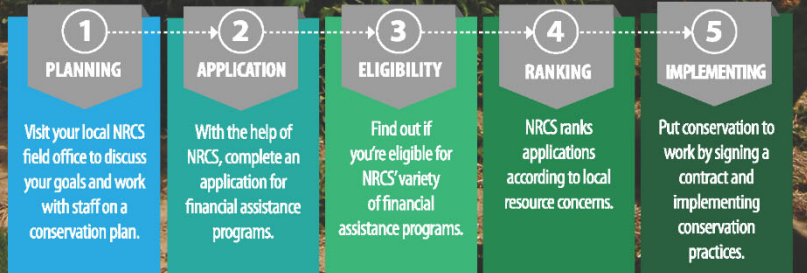 1
PLANNING
Visit your local NRCS
field office to discuss
your goals and work
with staff on a
conservation plan.
2
APPLICATION
With the help of
NRCS, complete an
application for
financial assistance
programs.
3
ELIGIBILITY
Find out if
you're eligible for
NRCS' variety
of financial
assistance programs.
4
RANKING
NRCS ranks
applications
according to local
resource concerns.
5
IMPLEMENTING
Put conservation to
work by signing a
contract and
implementing
conservation
practices.